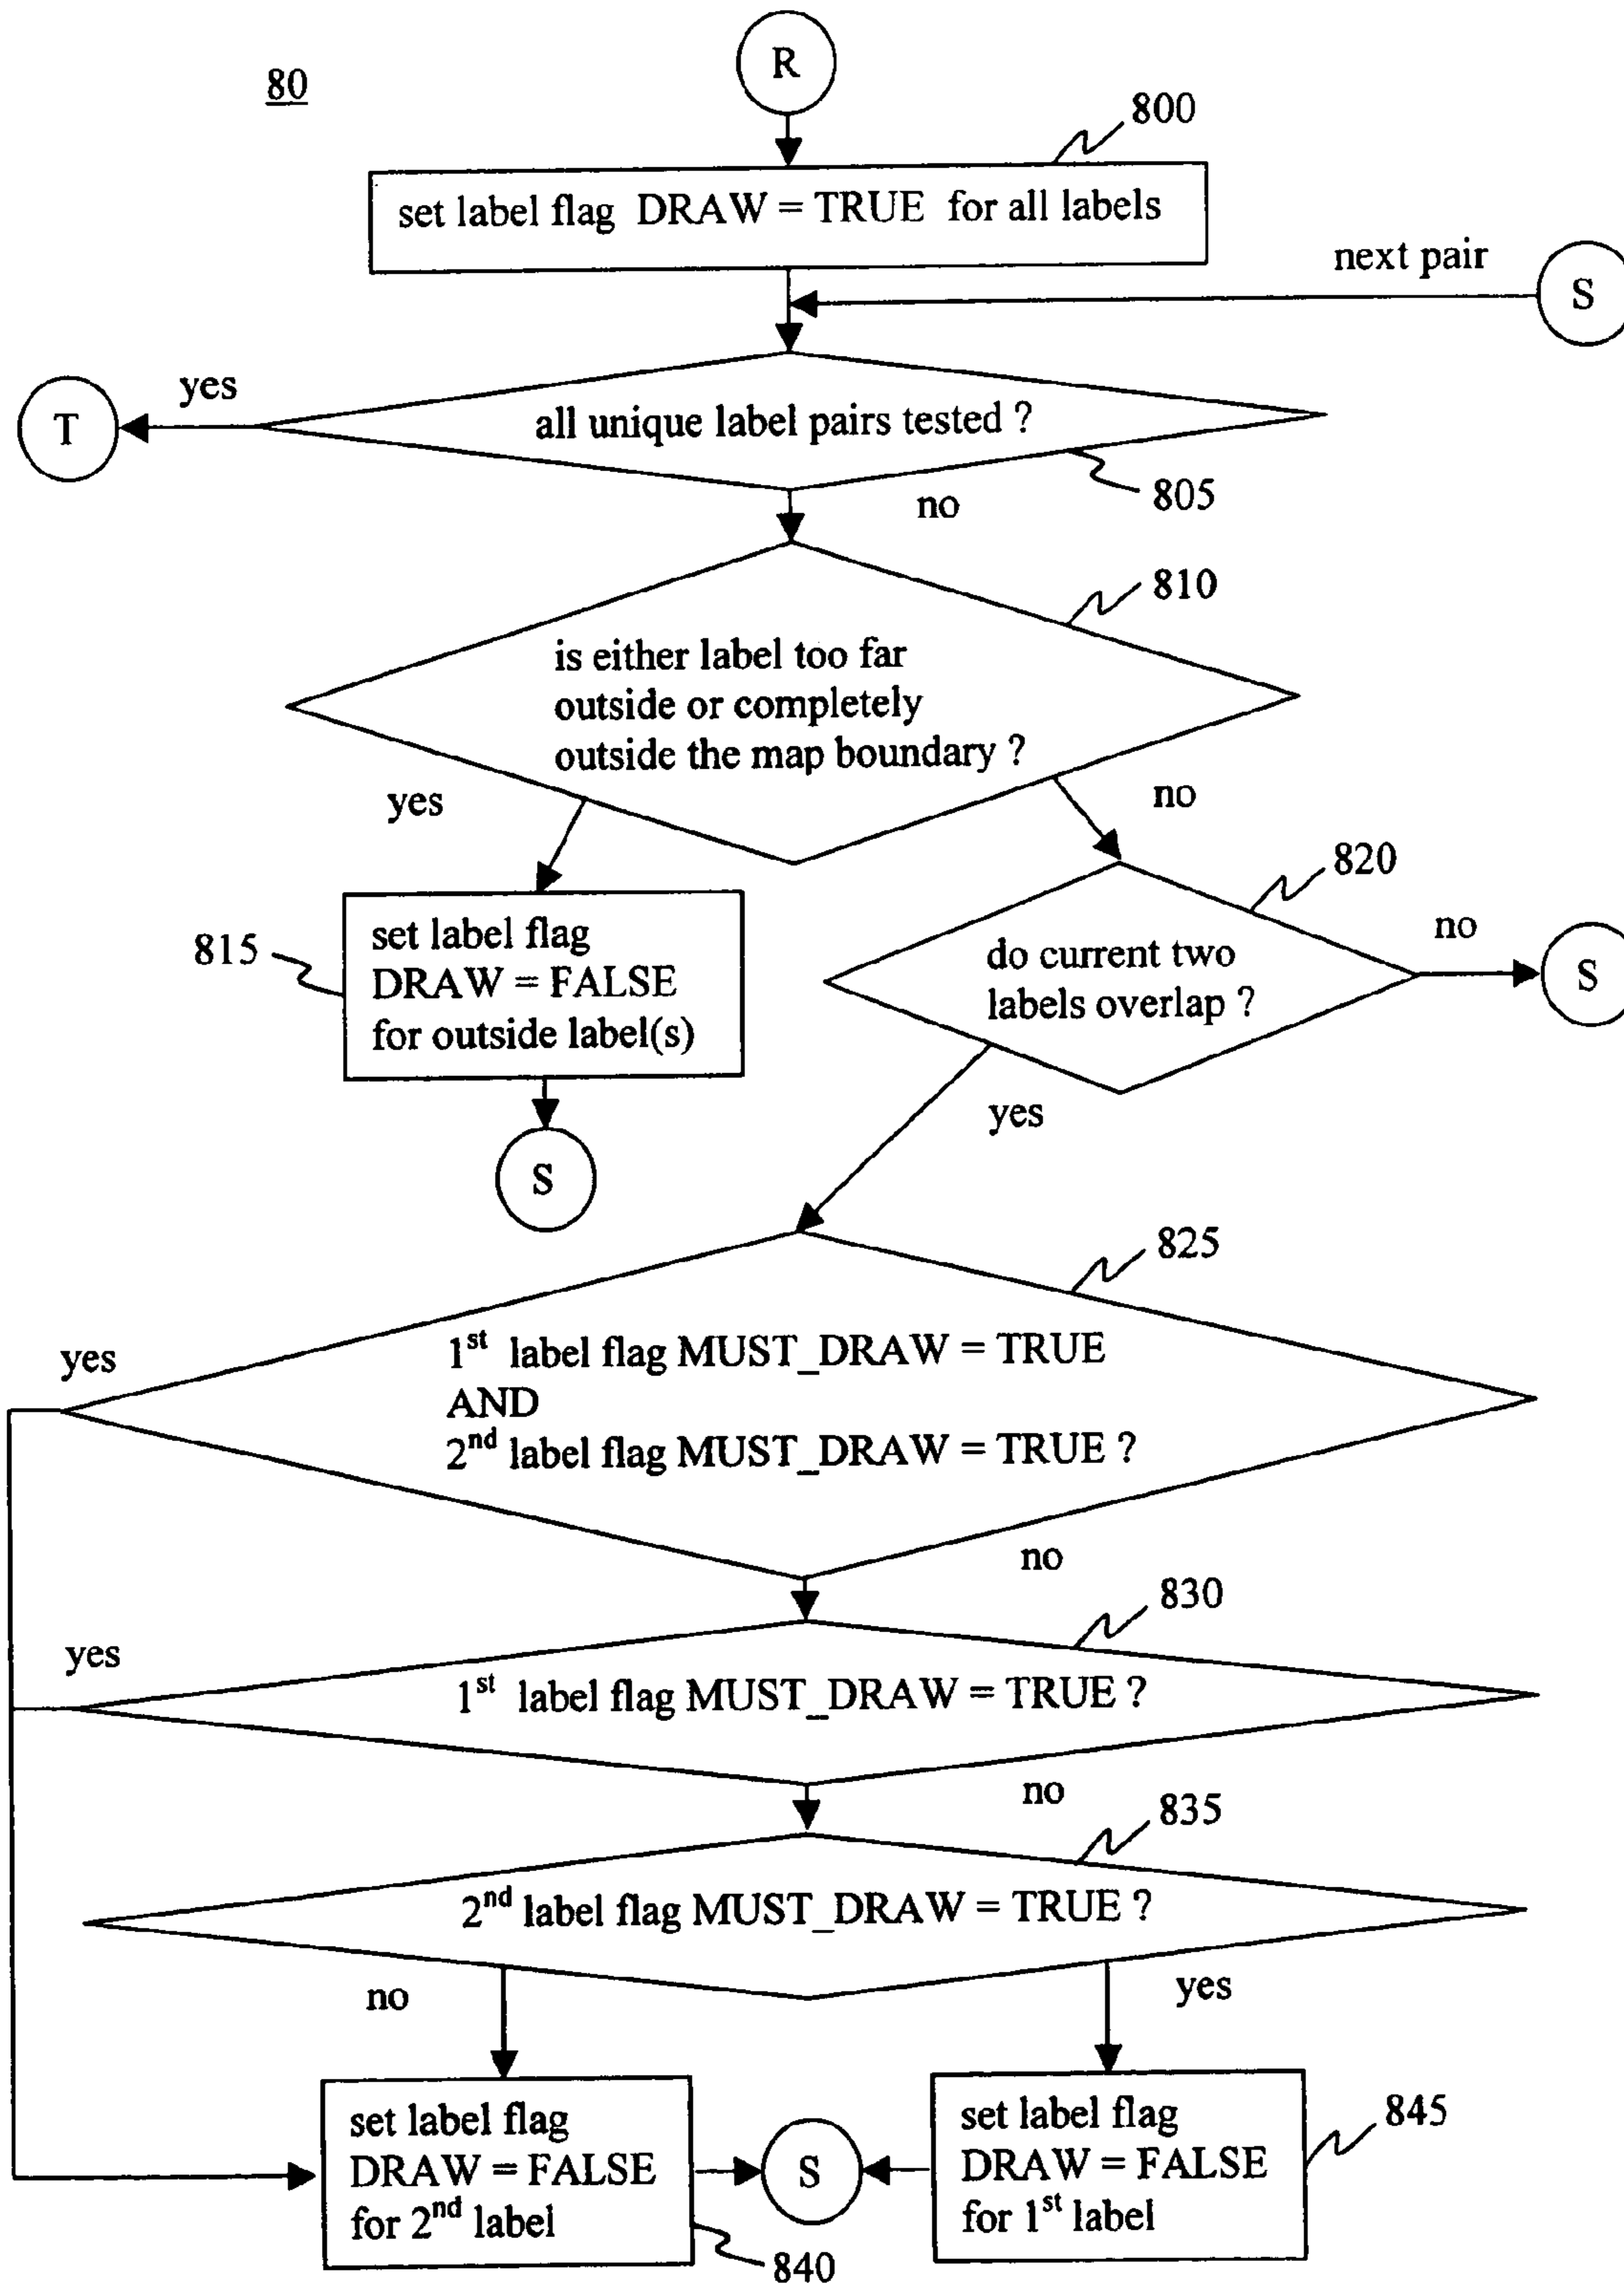 80
R
800
set label flag DRAW = TRUE for all labels
next pair
S
yes
T
all unique label pairs tested ?
805
no
810
is either label too far
outside or completely
outside the map boundary ?
yes
no
820
815
set label flag
DRAW = FALSE
for outside label(s)
do current two
labels overlap ?
no
S
S
yes
825
yes
1st label flag MUST_DRAW = TRUE
AND
2nd label flag MUST_DRAW = TRUE ?
no
830
yes
1st label flag MUST_DRAW = TRUE ?
no
835
2nd label flag MUST_DRAW = TRUE ?
no
yes
set label flag
DRAW = FALSE
for 2nd label
840
S
set label flag
DRAW = FALSE
for 1st label
845